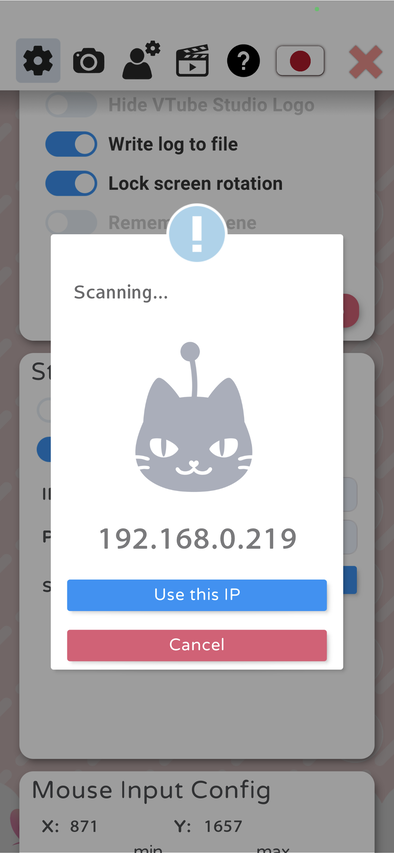 ?
Hide VTube Studio Logo
Write log to file
Lock screen rotation
!
Scanning...
192.168.0.219
Use this IP
Cancel
Mouse Input Config
X: 871 Y: 1657
min max